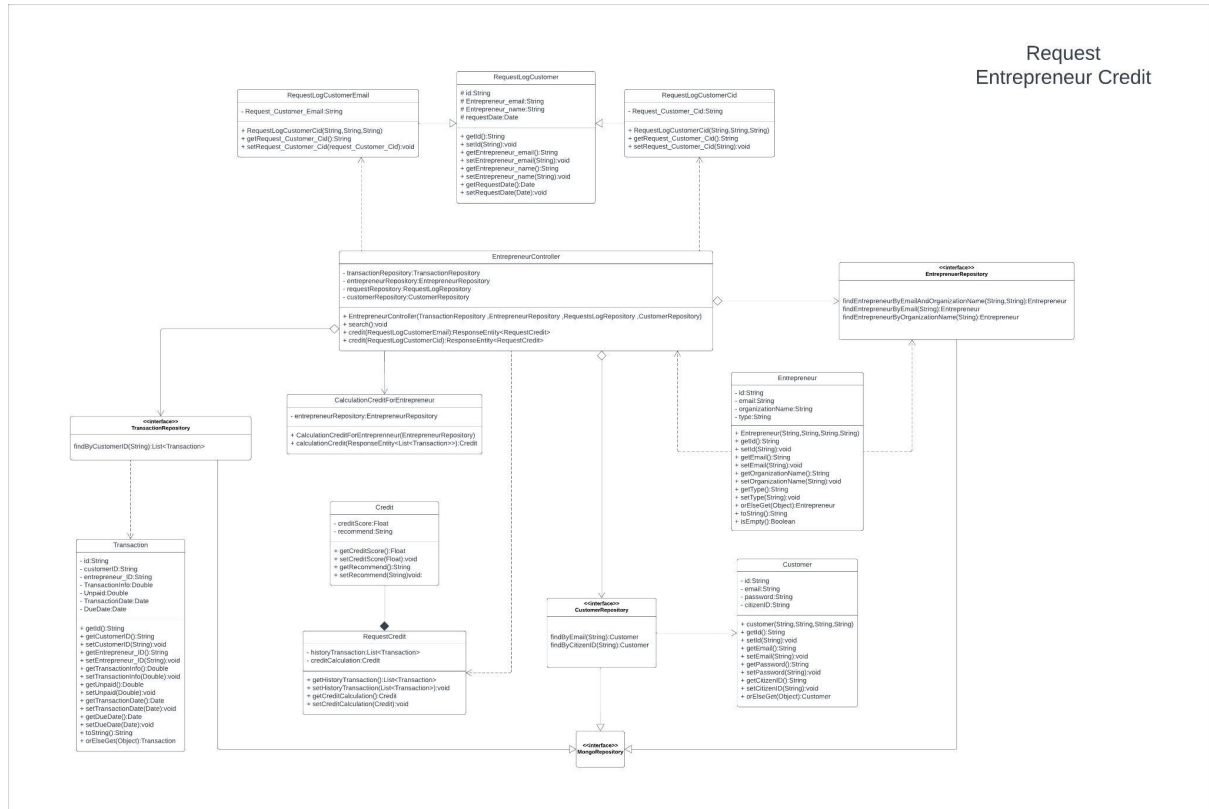 Request
Entrepreneur Credit
RequestLogCustomerEmail
- Request_Customer_Email:String
+ RequestLogCustomerCid(String,String,String)
+ getRequest_Customer_Cid():String
+ setRequest_Customer_Cid(request_Customer_Cid):void
RequestLogCustomer
# id:String
# Entrepreneur_email:String
# Entrepreneur_name:String
# requestDate:Date
+ getId():String
+ setId(String):void
+ getEntrepreneur_email():String
+ setEntrepreneur_email(String):void
+ getEntrepreneur_name():String
+ setEntrepreneur_name(String):void
+ getRequestDate():Date
+ setRequestDate(Date):void
RequestLogCustomerCid
- Request_Customer_Cid:String
+ RequestLogCustomerCid(String,String,String)
+ getRequest_Customer_Cid():String
+ setRequest_Customer_Cid(String):void
EntrepreneurController
- transactionRepository:TransactionRepository
- entrepreneurRepository:EntrepreneurRepository
- requestRepository:RequestLogRepository
- customerRepository:CustomerRepository
+ EntrepreneurController(TransactionRepository ,EntrepreneurRepository ,RequestsLogRepository ,CustomerRepository)
+ search():void
+ credit(RequestLogCustomerEmail):ResponseEntity<RequestCredit>
+ credit(RequestLogCustomerCid):ResponseEntity<RequestCredit>
<<interface>>
EntreprenuerRepository
findEntrepreneurByEmailAndOrganizationName(String,String):Entrepreneur
findEntrepreneurByEmail(String):Entrepreneur
findEntrepreneurByOrganizationName(String):Entrepreneur
<<interface>>
TransactionRepository
findByCustomerID(String):List<Transaction>
CalculationCreditForEntrepreneur
- entrepreneurRepository:EntrepreneurRepository
+ CalculationCreditForEntreprenneur(EntrepreneurRepository)
+ calculationCredit(ResponseEntity<List<Transaction>>):Credit
Entrepreneur
- id:String
- email:String
- organizationName:String
- type:String
+ Entrepreneur(String,String,String,String)
+ getId():String
+ setId(String):void
+ getEmail():String
+ setEmail(String):void
+ getOrganizationName():String
+ setOrganizationName(String):void
+ getType():String
+ setType(String):void
+ orElseGet(Object):Entrepreneur
+ toString():String
+ isEmpty():Boolean
Transaction
- id:String
- customerID:String
- entrepreneur_ID:String
- TransactionInfo:Double
- Unpaid:Double
- TransactionDate:Date
- DueDate:Date
+ getId():String
+ getCustomerID():String
+ setCustomerID(String):void
+ getEntrepreneur_ID():String
+ setEntrepreneur_ID(String):void
+ getTransactionInfo():Double
+ setTransactionInfo(Double):void
+ getUnpaid():Double
+ setUnpaid(Double):void
+ getTransactionDate():Date
+ setTransactionDate(Date):void
+ getDueDate():Date
+ setDueDate(Date):void
+ toString():String
+ orElseGet(Object):Transaction
Credit
- creditScore:Float
- recommend:String
+ getCreditScore():Float
+ setCreditScore(Float):void
+ getRecommend():String
+ setRecommend(String)void:
RequestCredit
- historyTransaction:List<Transaction>
- creditCalculation:Credit
+ getHistoryTransaction():List<Transaction>
+ setHistoryTransaction(List<Transaction>):void
+ getCreditCalculation():Credit
+ setCreditCalculation(Credit):void
<<interface>>
CustomerRepository
findByEmail(String):Customer
findByCitizenID(String):Customer
Customer
- id:String
- email:String
- password:String
- citizenID:String
+ customer(String,String,String,String)
+ getId():String
+ setId(String):void
+ getEmail():String
+ setEmail(String):void
+ getPassword():String
+ setPassword(String):void
+ getCitizenID():String
+ setCitizenID(String):void
+ orElseGet(Object):Customer
<<interface>>
MongoRepository